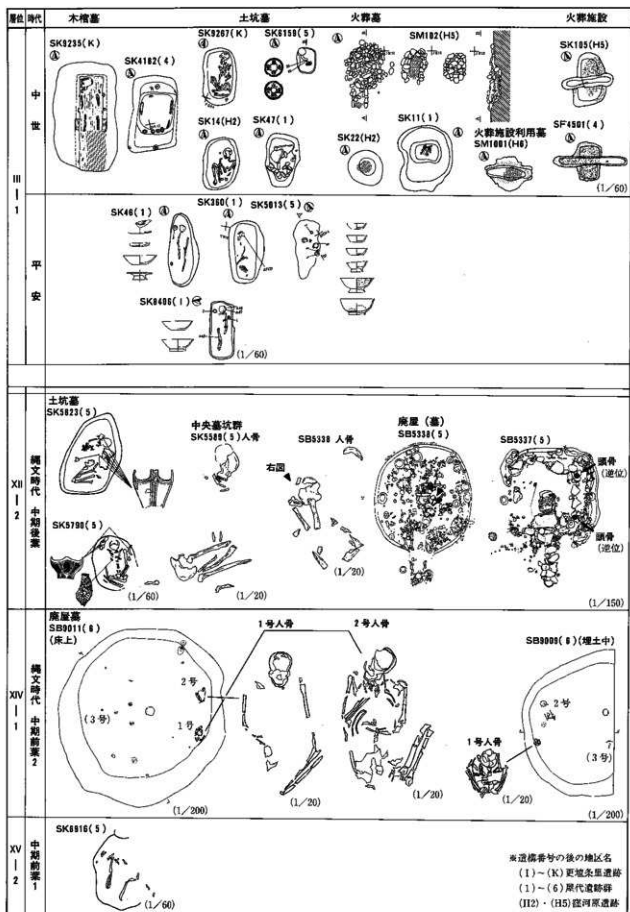 層位 時代 木棺墓 土坑墓 火葬墓 火葬施設
III-1
中世
SK9235(K)
SK4182(4)
SK9267(K)
SK6159(5)
SM102(H5)
SK105(H5)
SK14(H2)
SK47(1)
SK22(H2)
SK11(1)
火葬施設利用墓
SM1001(H6)
SF4501(4)
(1/60)
平安
SK46(1)
SK360(1)
SK5613(5)
SK8406(1)
(1/60)
XII-2
縄文時代 中期後葉
土坑墓
SK5823(5)
中央墓坑群
SK5589(5)人骨
SB5338 人骨
右図
廃屋(墓)
SB5338(5)
SB5337(5)
頭骨
(逆位)
頭骨
(逆位)
SK5790(5)
(1/60)
(1/20)
(1/20)
(1/150)
XIV-1
縄文時代 中期前葉2
廃屋墓
SB9011(6)
(床上)
1号人骨
2号人骨
SB9009(6)(埋土中)
2号
(3号)
1号
2号
1号人骨
(3号)
(1/200)
(1/20)
(1/20)
(1/20)
(1/200)
XV-2
中期前葉1
SK8916(5)
(1/60)
※遺構番号の後の地区名
(1)~(K)更埴条里遺跡
(1)~(6)屋代遺跡群
(H2)・(H5)窪河原遺跡